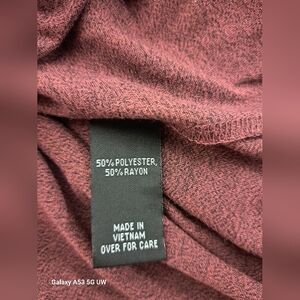 50% POLYESTER,
50% RAYON
MADE IN
VIETNAM
OVER FOR CARE
Galaxy A53 5G UW